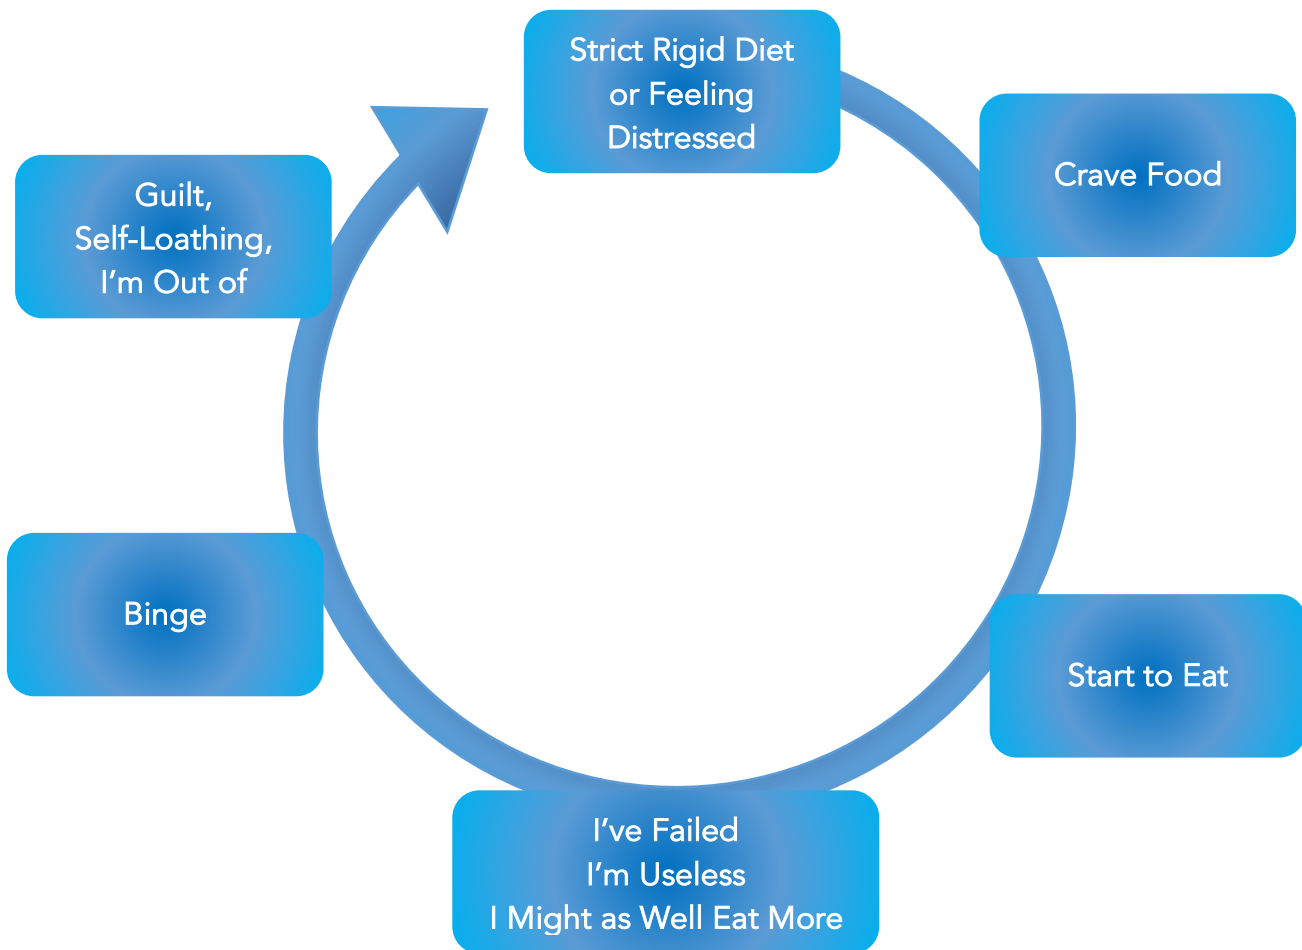 Strict Rigid Diet
or Feeling
Distressed
Crave Food
Start to Eat
I've Failed
I'm Useless
I Might as Well Eat More
Binge
Guilt,
Self-Loathing,
I'm Out of